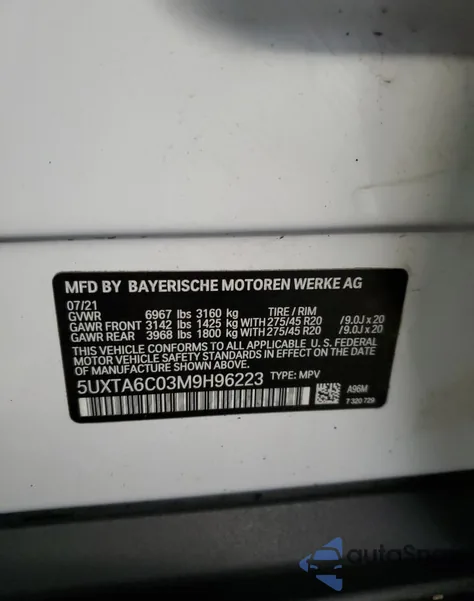 MFD BY BAYERISCHE MOTOREN WERKE AG
07/21
GVWR 6967 lbs 3160 kg TIRE / RIM
GAWR FRONT 3142 lbs 1425 kg WITH 275/45 R20 /9.0J x 20
GAWR REAR 3968 lbs 1800 kg WITH 275/45 R20 /9.0J x 20
THIS VEHICLE CONFORMS TO ALL APPLICABLE U. S. FEDERAL
MOTOR VEHICLE SAFETY STANDARDS IN EFFECT ON THE DATE
OF MANUFACTURE SHOWN ABOVE.
5UXTA6C03M9H96223 TYPE: MPV
A96M
7 320 729